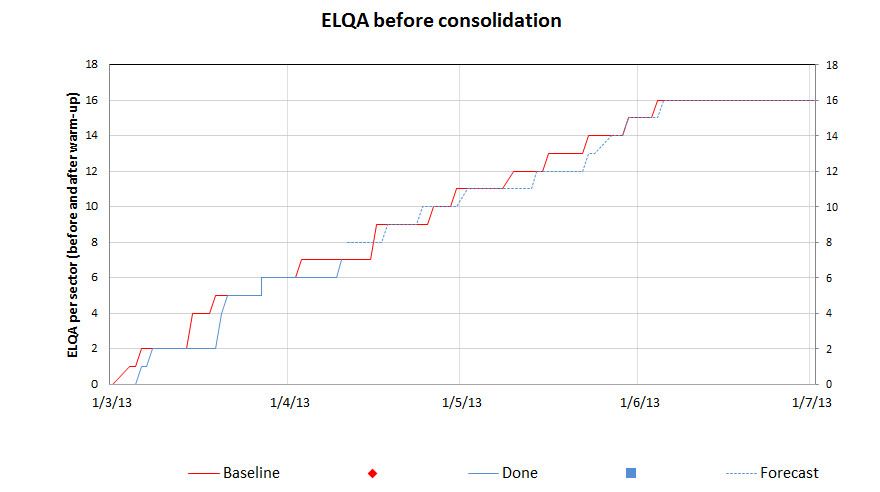 ELQA before consolidation
ELQA per sector (before and after warm-up)
18 18
16 16
14 14
12 12
10 10
8 8
6 6
4 4
2 2
0 0
1/3/13 1/4/13 1/5/13 1/6/13 1/7/13
Baseline Done Forecast